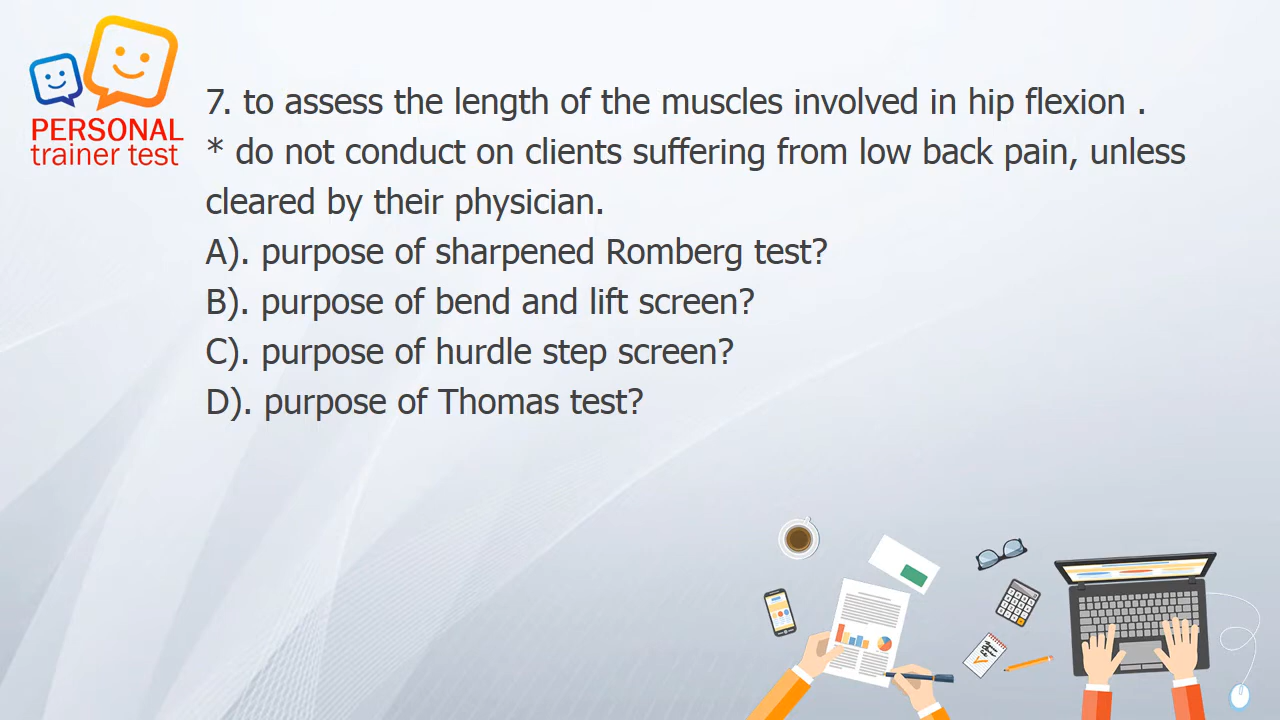 PERSONAL
trainer test
7. to assess the length of the muscles involved in hip flexion .
* do not conduct on clients suffering from low back pain, unless
cleared by their physician.
A). purpose of sharpened Romberg test?
B). purpose of bend and lift screen?
C). purpose of hurdle step screen?
D). purpose of Thomas test?